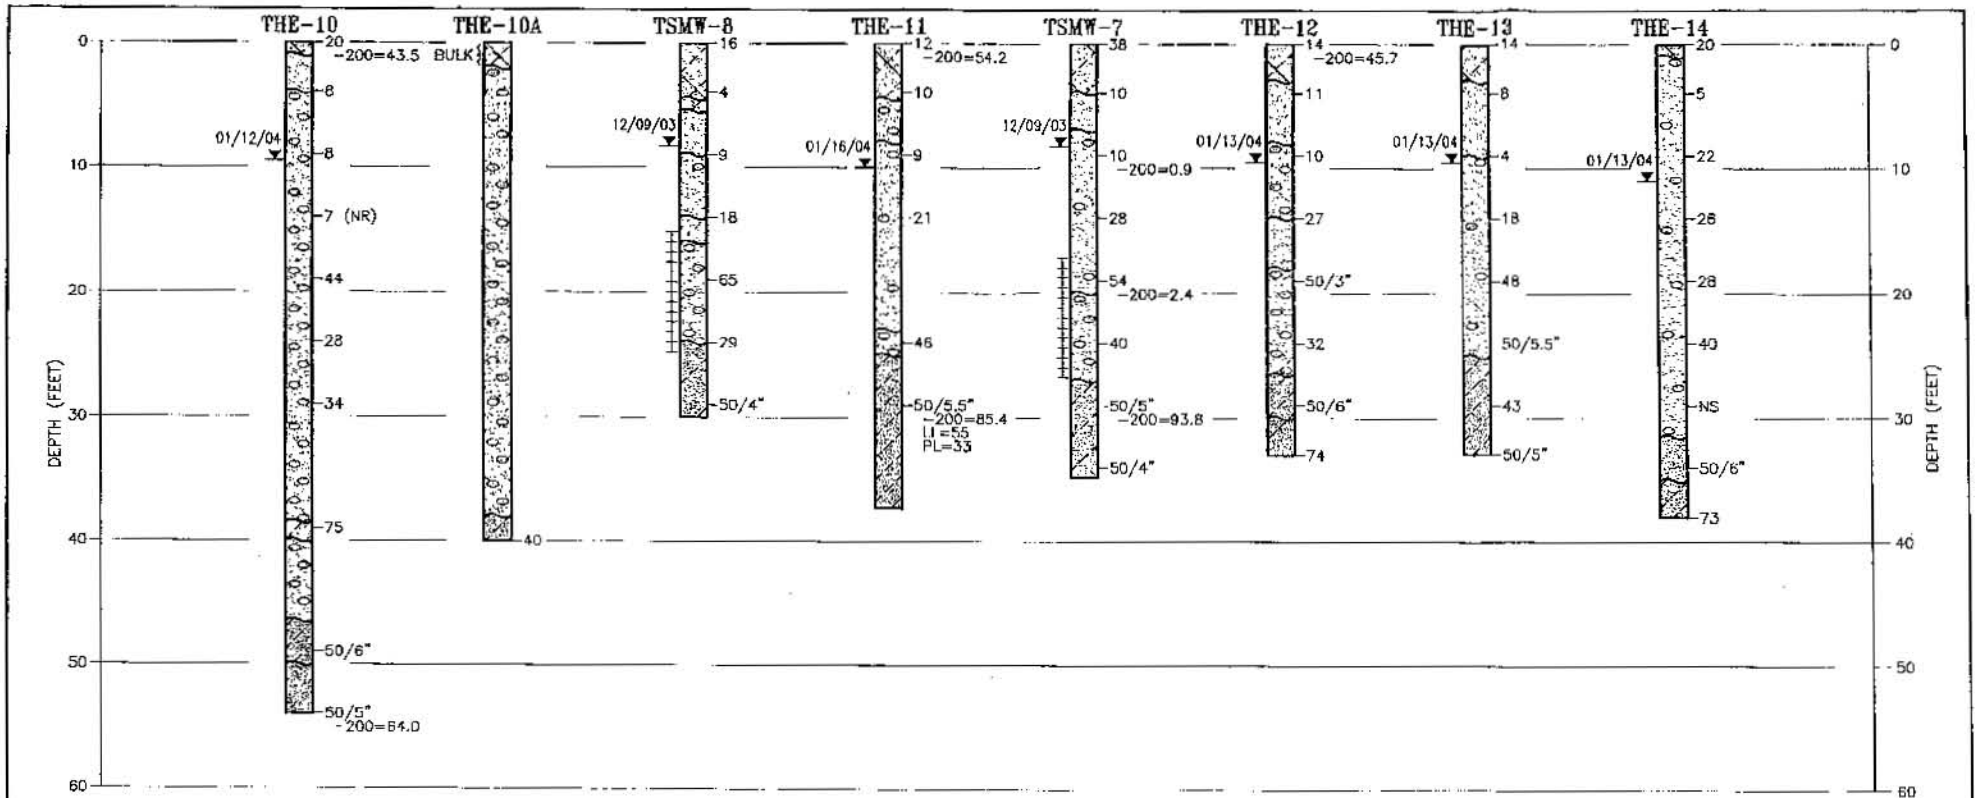 THE-10 THE-10A TSMW-8 THE-11 TSMW-7 THE-12 THE-13 THE-14
0 20 16 12 38 14 14 20 0
-200=43.5 BULK -200=54.2 -200=45.7
8 4 10 10 11 8 5
01/12/04 12/09/03 01/16/04 12/09/03 01/13/04 01/13/04 01/13/04
8 9 9 10 10 4 22
10 -200=0.9 10
7 (NR) 18 21 28 27 18 26
44 65 54 50/3" 48 28
20 -200=2.4 20
28 29 46 40 32 50/5.5" 40
34 50/4" 50/5.5" 50/5" 50/6" 43 NS
30 -200=85.4 -200=93.8 30
LL=55
PL=33
50/4" 74 50/5" 50/6"
75 73
40 40 40
50/6"
50 50
50/5"
-200=64.0
60 60
DEPTH (FEET)
DEPTH (FEET)